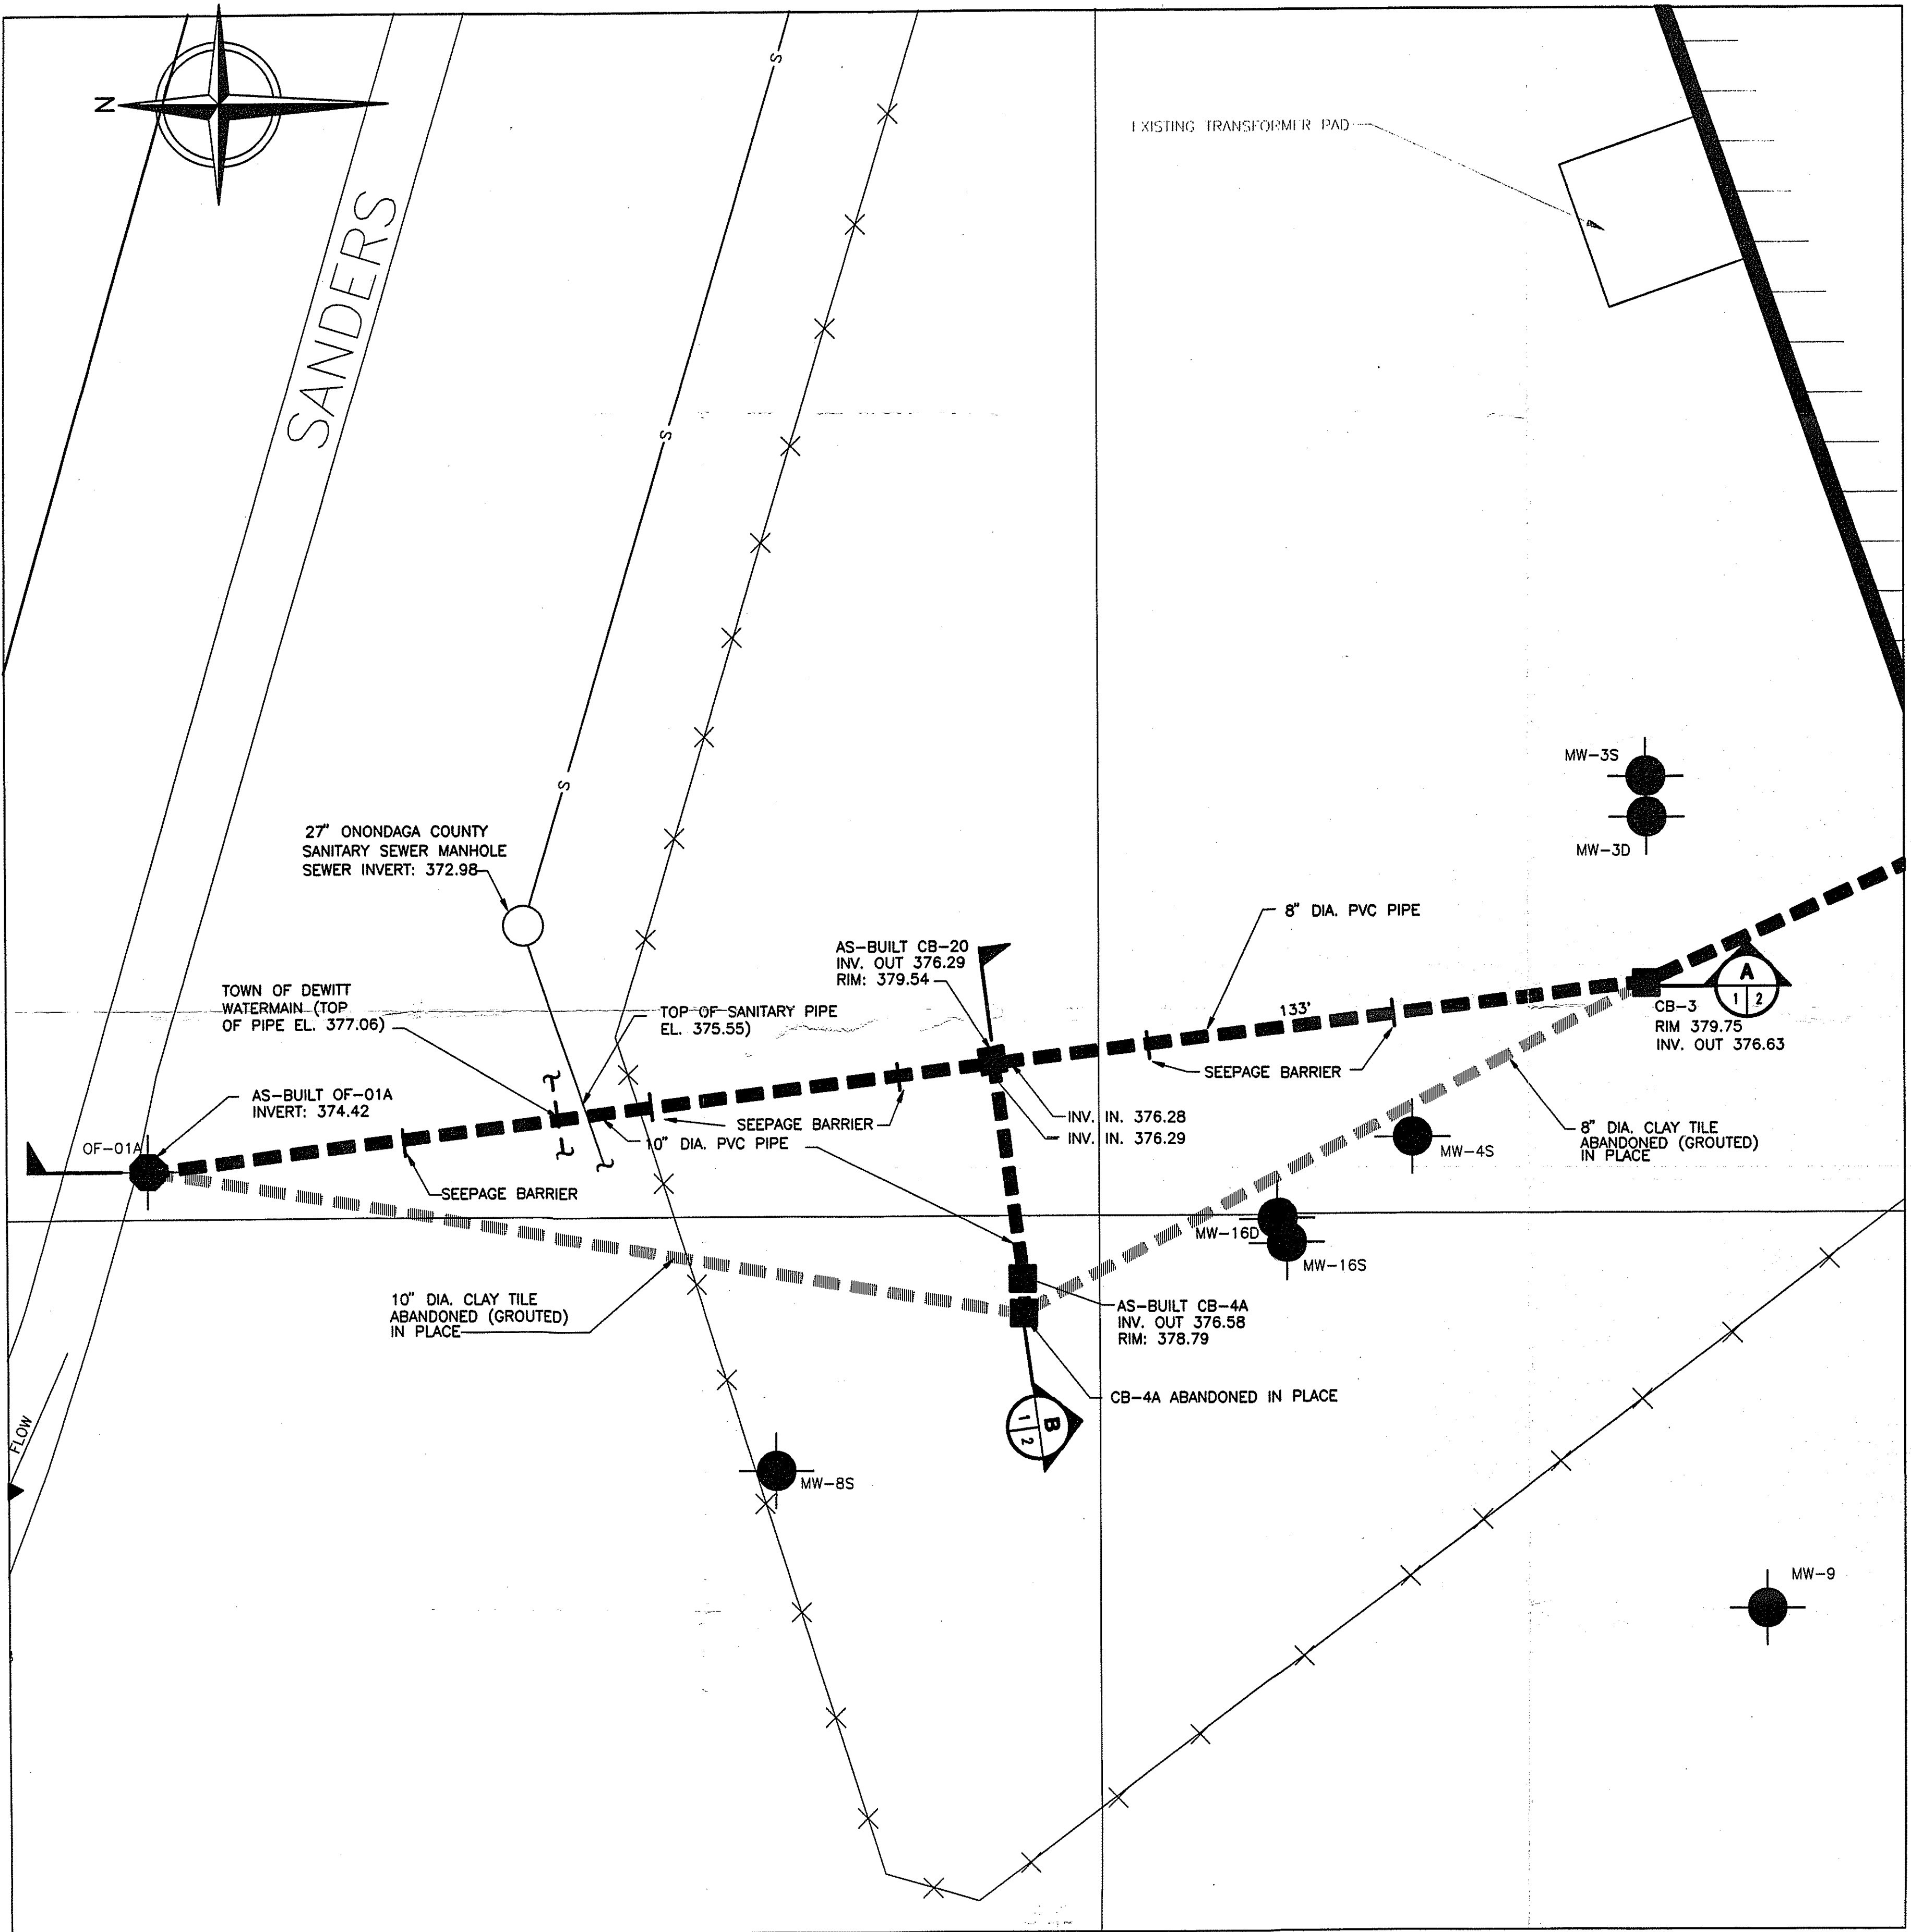 N
SANDERS
S
S
S
EXISTING TRANSFORMER PAD
MW-3S
MW-3D
27" ONONDAGA COUNTY
SANITARY SEWER MANHOLE
SEWER INVERT: 372.98
8" DIA. PVC PIPE
AS-BUILT CB-20
INV. OUT 376.29
RIM: 379.54
TOWN OF DEWITT
WATERMAIN (TOP
OF PIPE EL. 377.06)
TOP OF SANITARY PIPE
EL. 375.55)
133'
A
1 2
CB-3
RIM 379.75
INV. OUT 376.63
SEEPAGE BARRIER
AS-BUILT OF-01A
INVERT: 374.42
OF-01A
SEEPAGE BARRIER
10" DIA. PVC PIPE
INV. IN. 376.28
INV. IN. 376.29
8" DIA. CLAY TILE
ABANDONED (GROUTED)
IN PLACE
MW-4S
SEEPAGE BARRIER
MW-16D
MW-16S
10" DIA. CLAY TILE
ABANDONED (GROUTED)
IN PLACE
AS-BUILT CB-4A
INV. OUT 376.58
RIM: 378.79
CB-4A ABANDONED IN PLACE
B
1 2
FLOW
MW-8S
MW-9